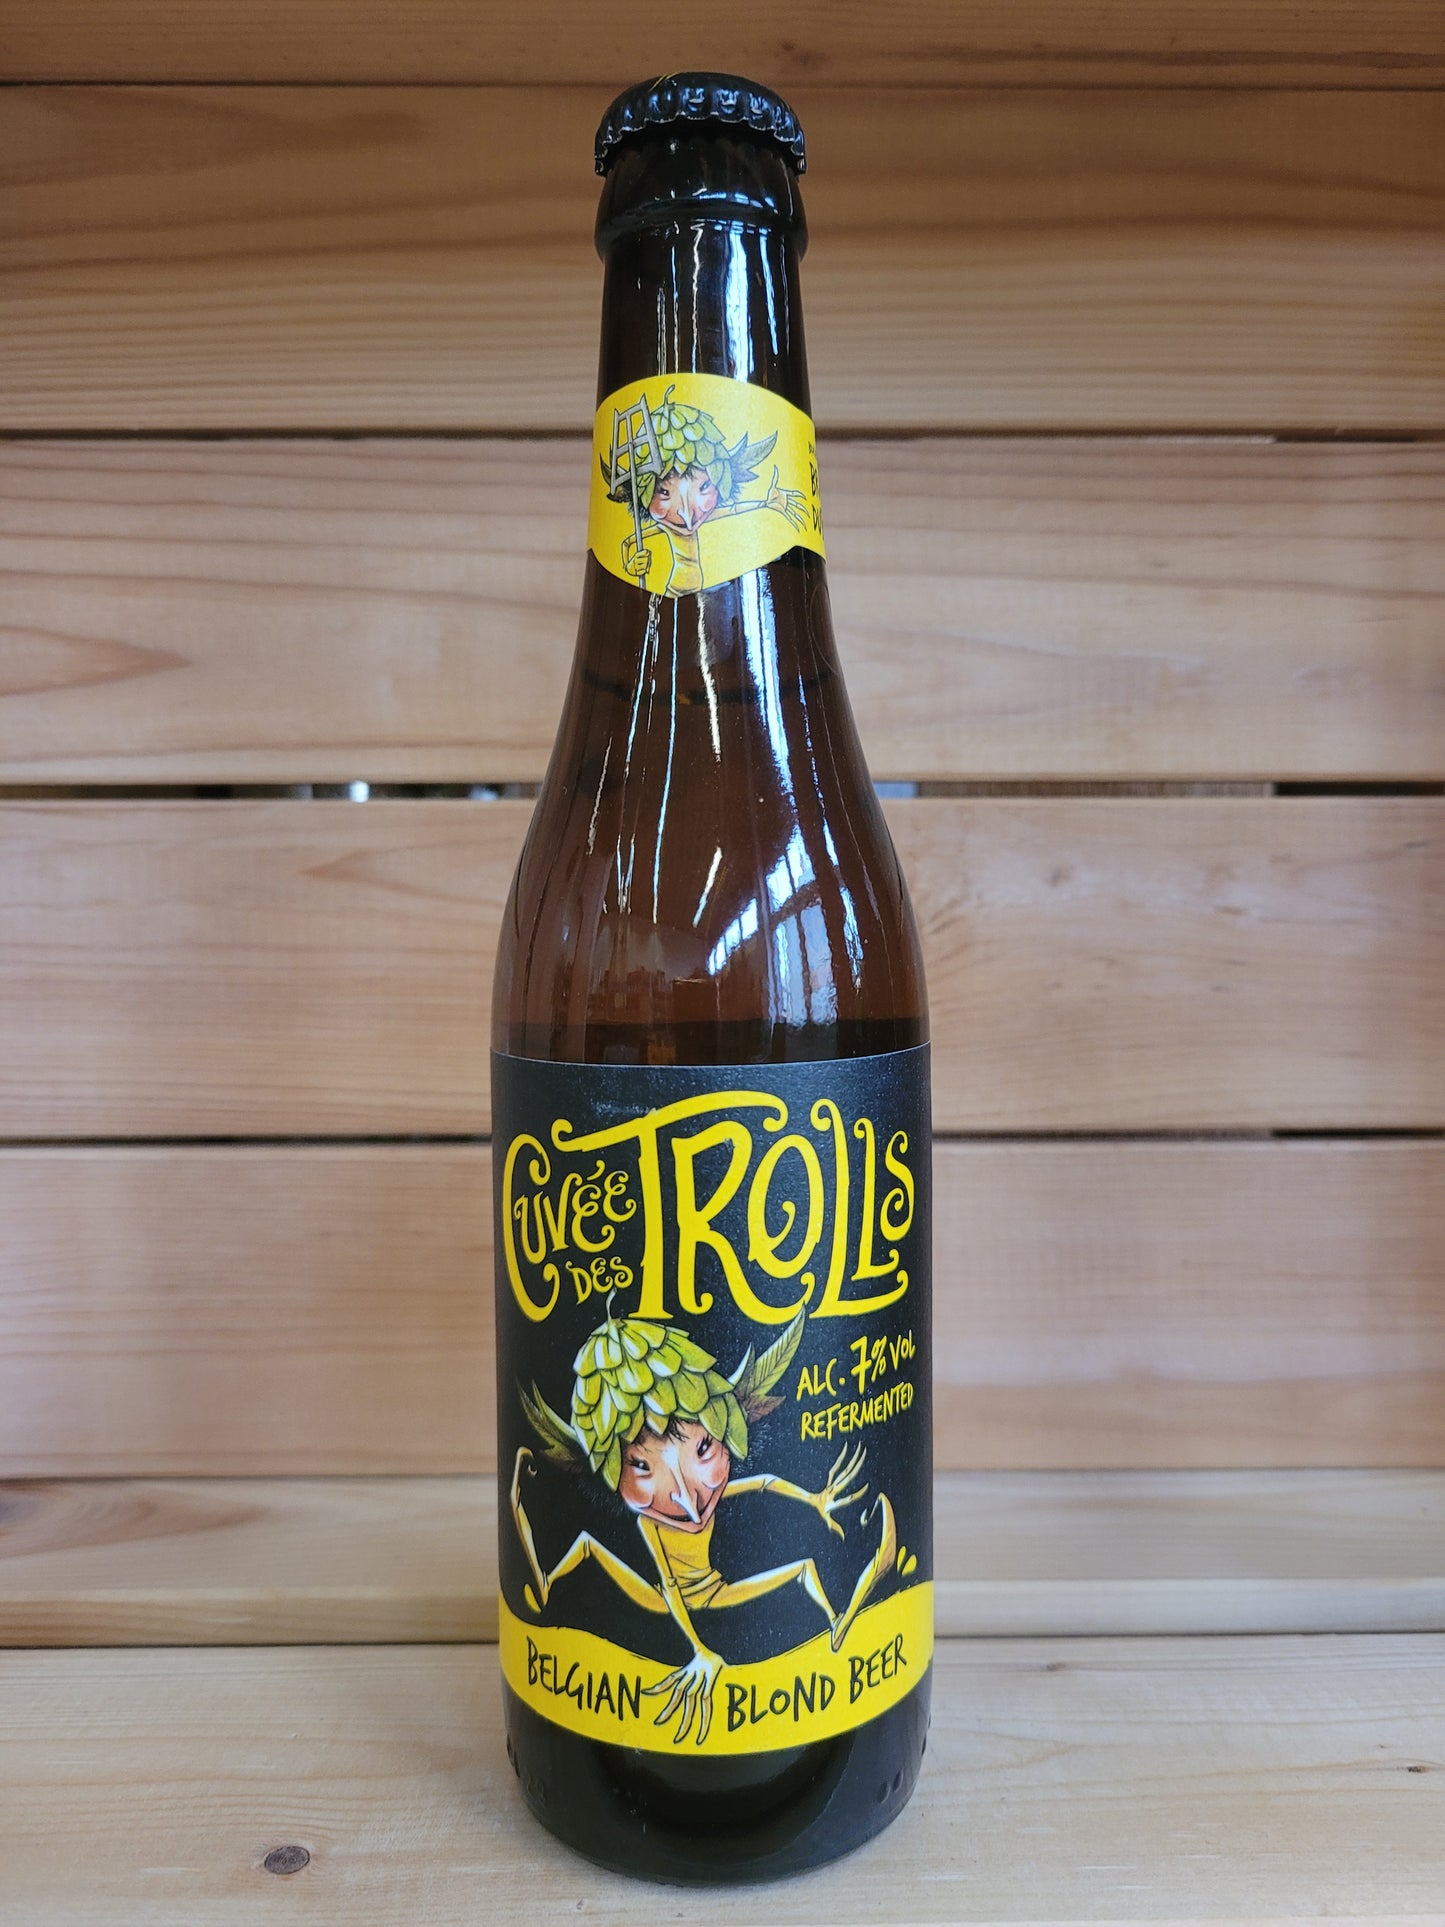 CUVÉE
DES
TROLLS
ALC. 7% VOL
REFERMENTED
BELGIAN BLOND BEER